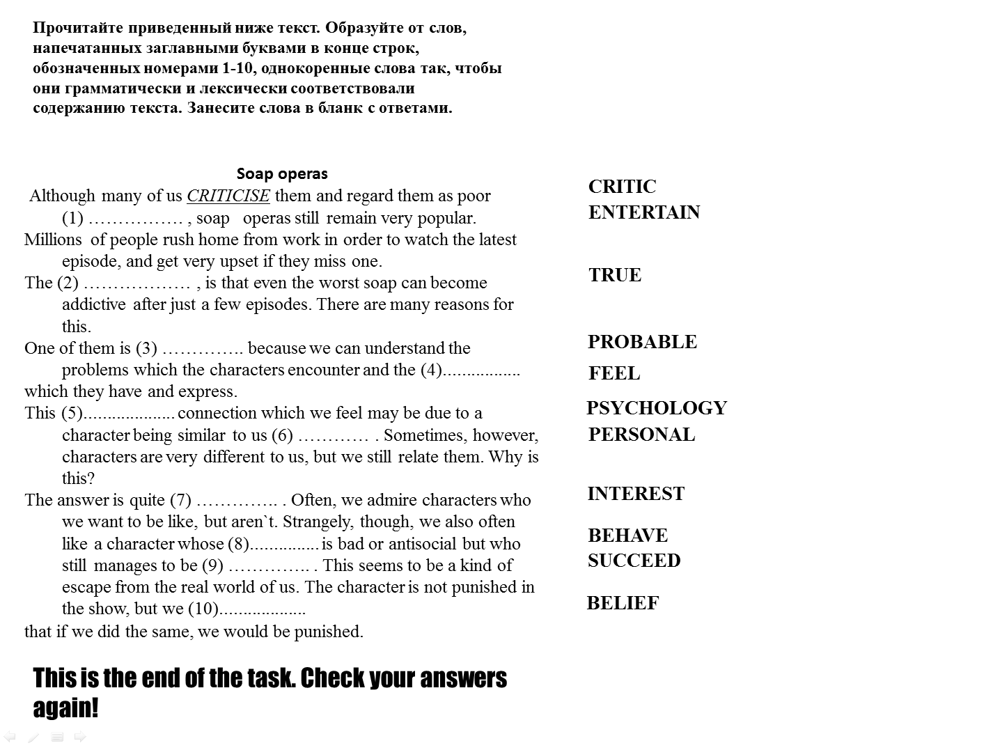 Прочитайте приведенный ниже текст. Образуйте от слов,
напечатанных заглавными буквами в конце строк,
обозначенных номерами 1-10, однокоренные слова так, чтобы
они грамматически и лексически соответствовали
содержанию текста. Занесите слова в бланк с ответами.
Soap operas
Although many of us CRITICISE them and regard them as poor
CRITIC
(1) ……………. , soap operas still remain very popular.
ENTERTAIN
Millions of people rush home from work in order to watch the latest
episode, and get very upset if they miss one.
The (2) ……………… , is that even the worst soap can become
TRUE
addictive after just a few episodes. There are many reasons for
this.
One of them is (3) ………….. because we can understand the
PROBABLE
problems which the characters encounter and the (4)................
FEEL
which they have and express.
This (5)................... connection which we feel may be due to a
PSYCHOLOGY
character being similar to us (6) ………… . Sometimes, however,
PERSONAL
characters are very different to us, but we still relate them. Why is
this?
The answer is quite (7) ………….. . Often, we admire characters who
INTEREST
we want to be like, but aren`t. Strangely, though, we also often
like a character whose (8)............... is bad or antisocial but who
BEHAVE
still manages to be (9) ………….. . This seems to be a kind of
SUCCEED
escape from the real world of us. The character is not punished in
the show, but we (10)..................
BELIEF
that if we did the same, we would be punished.
This is the end of the task. Check your answers
again!